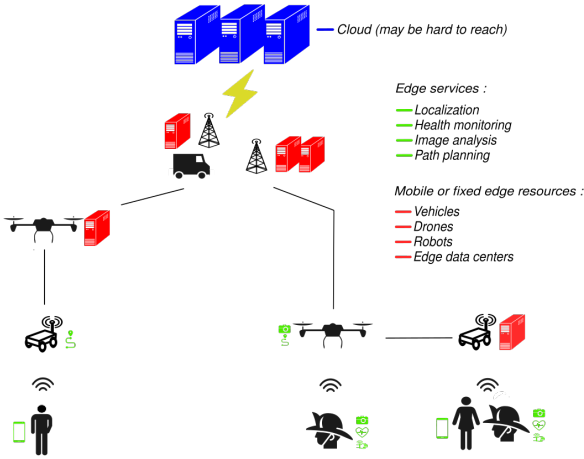 Cloud (may be hard to reach)
Edge services :
Localization
Health monitoring
Image analysis
Path planning
Mobile or fixed edge resources :
Vehicles
Drones
Robots
Edge data centers